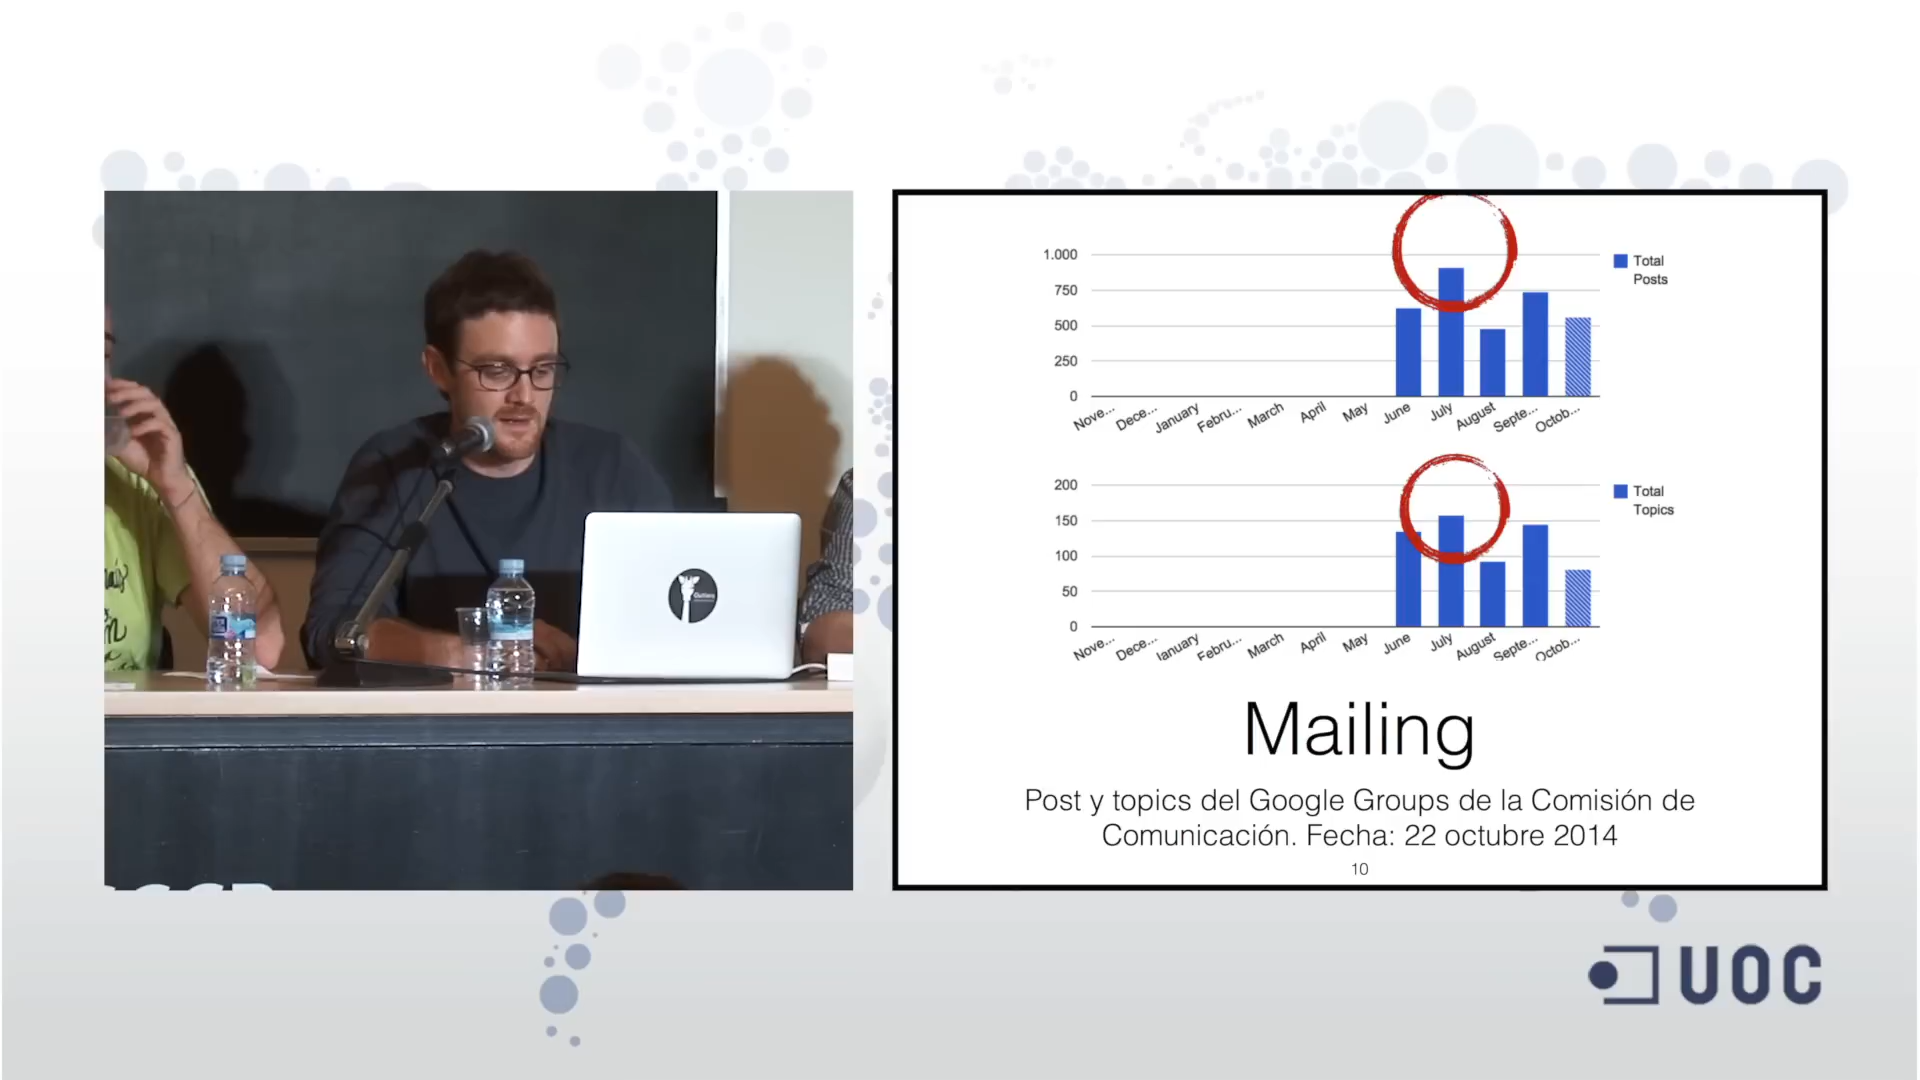 1.000
750
500
250
0
Nove...
Dece...
January
Febru...
March
April
May
June
July
August
Septe...
Octob...
Total
Posts
200
150
100
50
0
Nove...
Dece...
January
Febru...
March
April
May
June
July
August
Septe...
Octob...
Total
Topics
Mailing
Post y topics del Google Groups de la Comisión de
Comunicación. Fecha: 22 octubre 2014
10
UOC